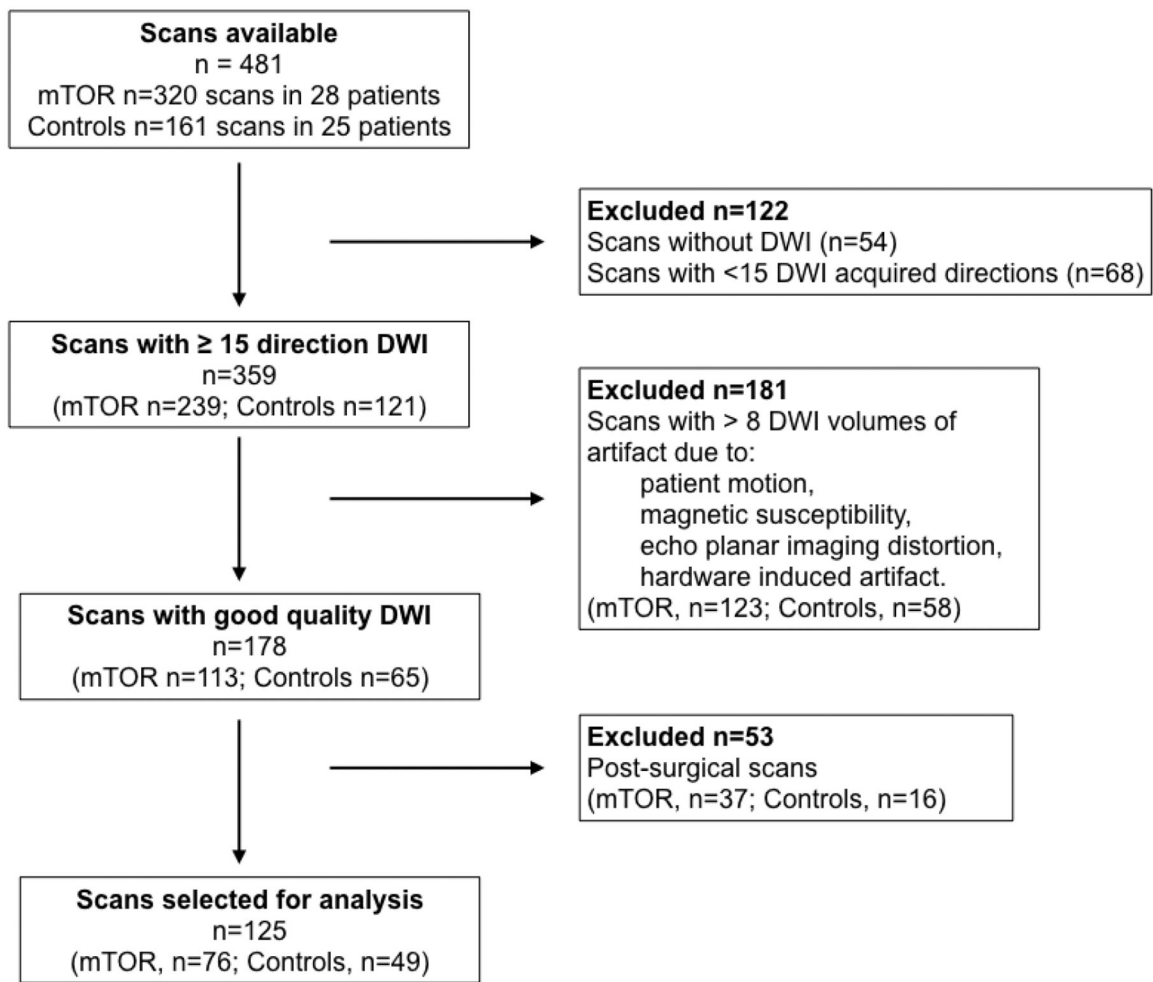 Scans available
n = 481
mTOR n=320 scans in 28 patients
Controls n=161 scans in 25 patients
Excluded n=122
Scans without DWI (n=54)
Scans with <15 DWI acquired directions (n=68)
Scans with ≥ 15 direction DWI
n=359
(mTOR n=239; Controls n=121)
Excluded n=181
Scans with > 8 DWI volumes of
artifact due to:
patient motion,
magnetic susceptibility,
echo planar imaging distortion,
hardware induced artifact.
(mTOR, n=123; Controls, n=58)
Scans with good quality DWI
n=178
(mTOR n=113; Controls n=65)
Excluded n=53
Post-surgical scans
(mTOR, n=37; Controls, n=16)
Scans selected for analysis
n=125
(mTOR, n=76; Controls, n=49)